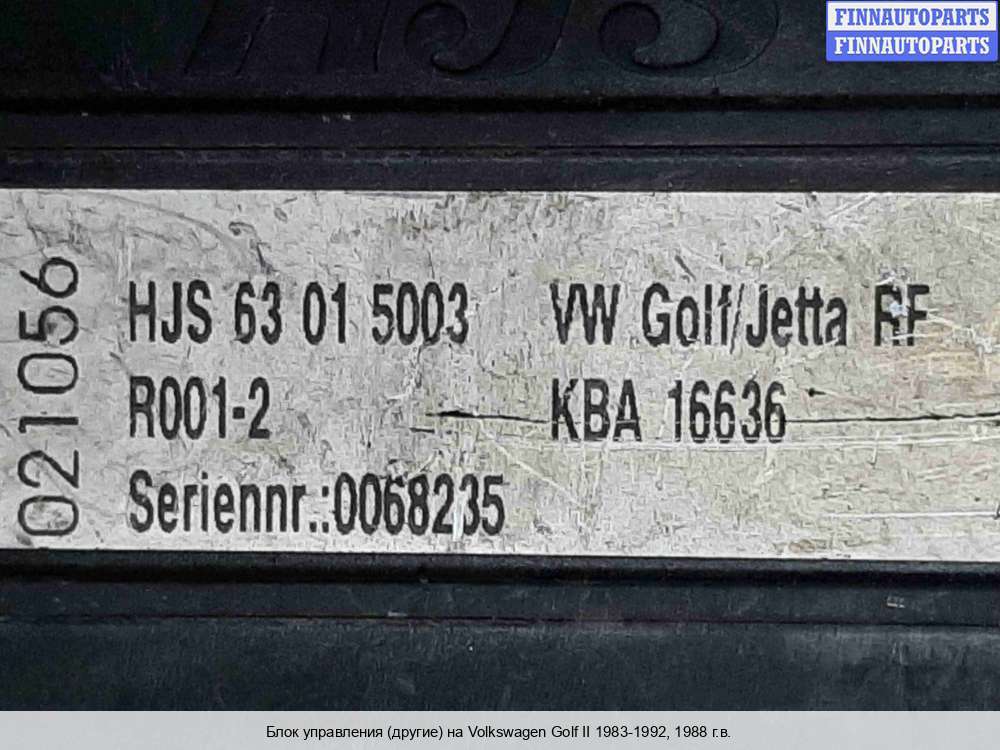 FINNAUTOPARTS
FINNAUTOPARTS
HJS
021056
HJS 63 01 5003 VW Golf/Jetta RF
R001-2 KBA 16636
Seriennr.:0068235
Блок управления (другие) на Volkswagen Golf II 1983-1992, 1988 г.в.